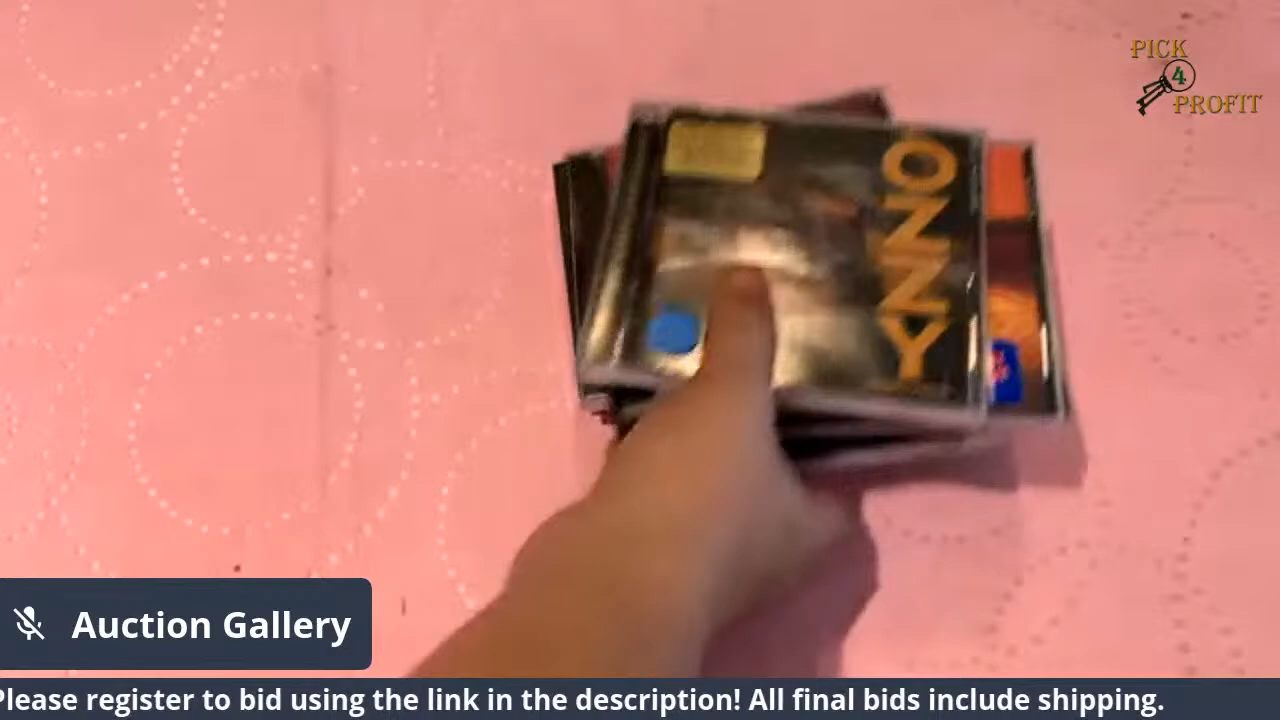 PICK
4
PROFIT
OZZY
Auction Gallery
Please register to bid using the link in the description! All final bids include shipping.